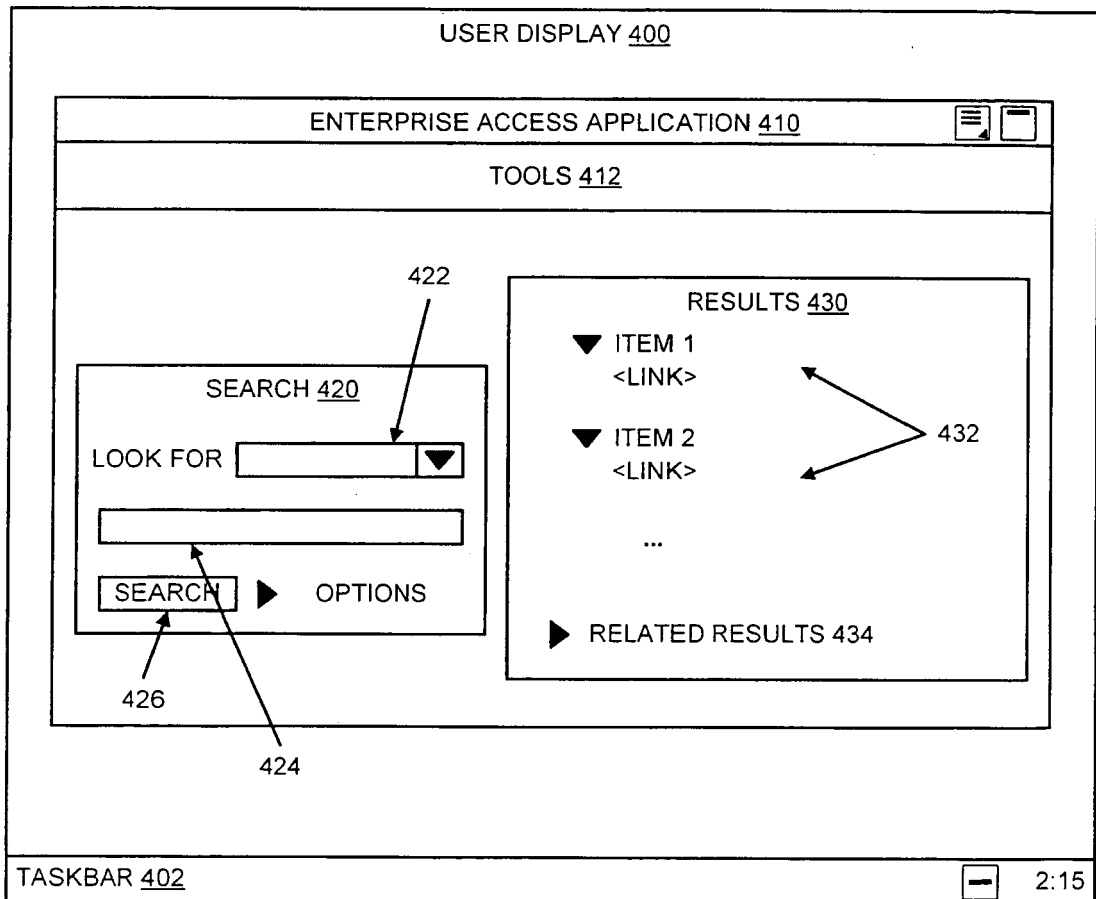 USER DISPLAY 400
ENTERPRISE ACCESS APPLICATION 410
TOOLS 412
422
SEARCH 420
LOOK FOR
SEARCH
OPTIONS
426
424
RESULTS 430
ITEM 1
<LINK>
ITEM 2
<LINK>
...
432
RELATED RESULTS 434
TASKBAR 402
2:15